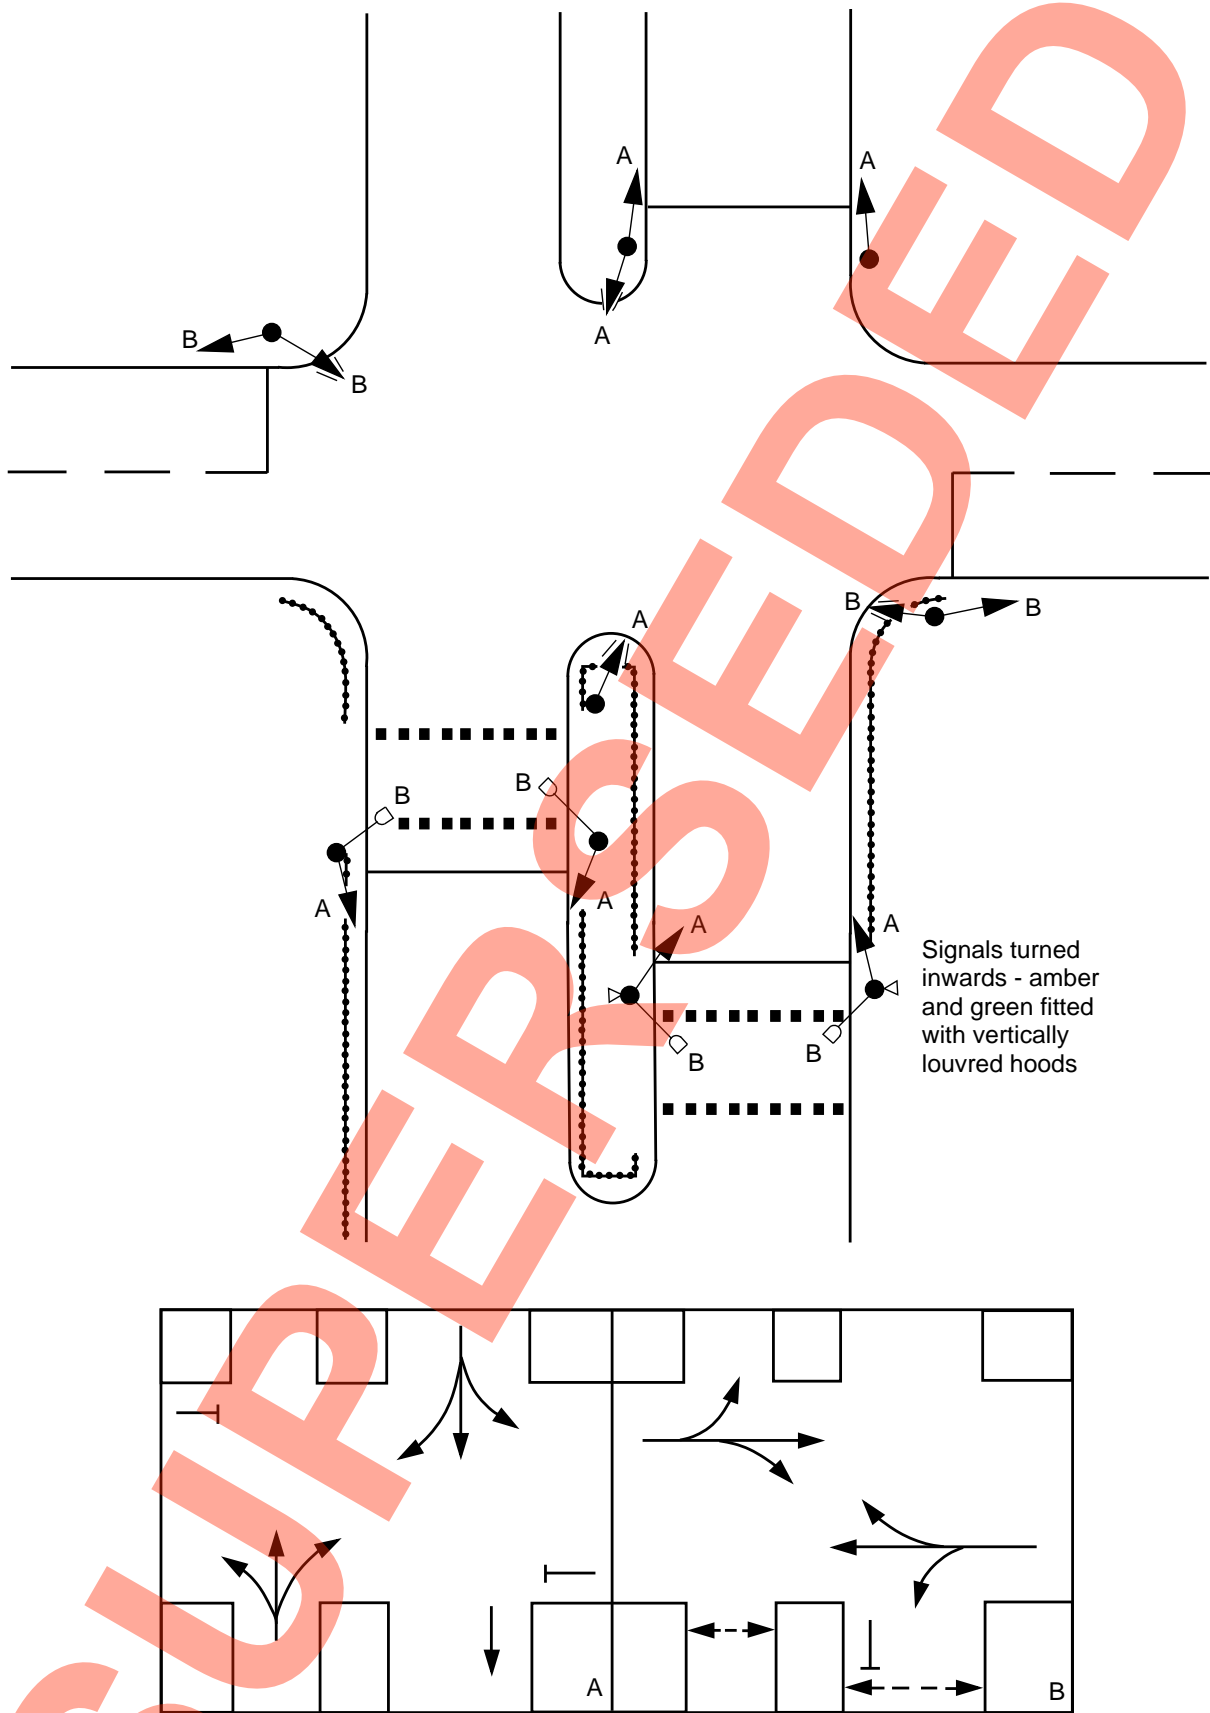 A
A
A
B
B
B
B
A
B
B
A
A
A
A
B
B
Signals turned
inwards - amber
and green fitted
with vertically
louvred hoods
A
B
SUPERSEDED